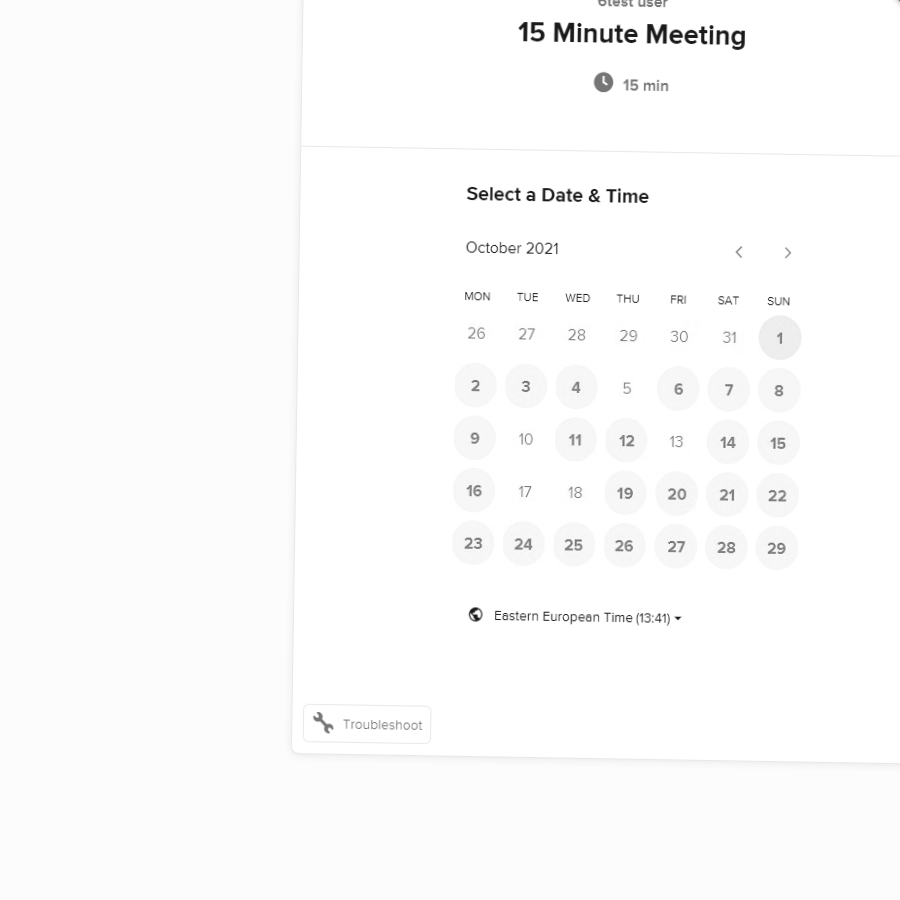 6test user
15 Minute Meeting
15 min
Select a Date & Time
October 2021
MON TUE WED THU FRI SAT SUN
26 27 28 29 30 31 1
2 3 4 5 6 7 8
9 10 11 12 13 14 15
16 17 18 19 20 21 22
23 24 25 26 27 28 29
Eastern European Time (13:41)
Troubleshoot